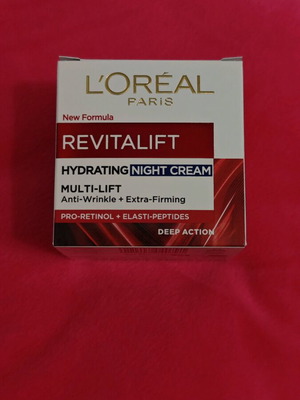 L'ORÉAL
PARIS
New Formula
REVITALIFT
HYDRATING NIGHT CREAM
MULTI-LIFT
Anti-Wrinkle + Extra-Firming
PRO-RETINOL + ELASTI-PEPTIDES
DEEP ACTION